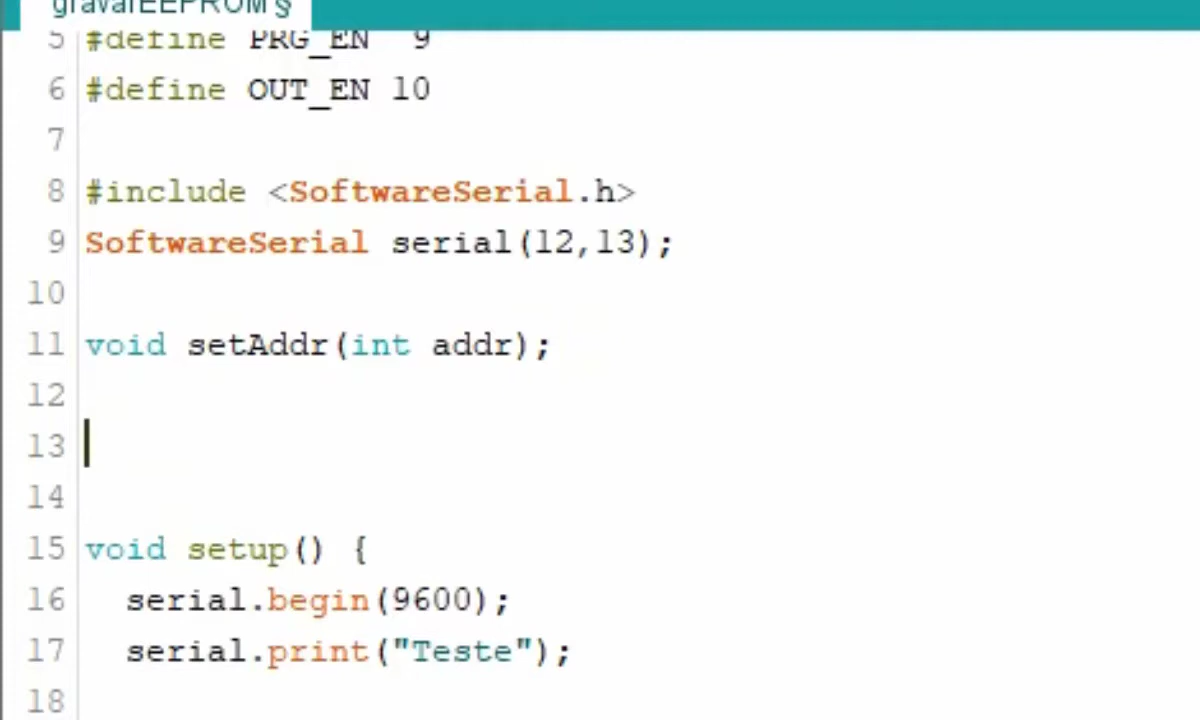 gravarEEPROM §
5 #define PRG_EN 9
6 #define OUT_EN 10
7
8 #include <SoftwareSerial.h>
9 SoftwareSerial serial(12,13);
10
11 void setAddr(int addr);
12
13
14
15 void setup() {
16 serial.begin(9600);
17 serial.print("Teste");
18